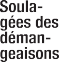 Soula-
gées des
déman-
geaisons